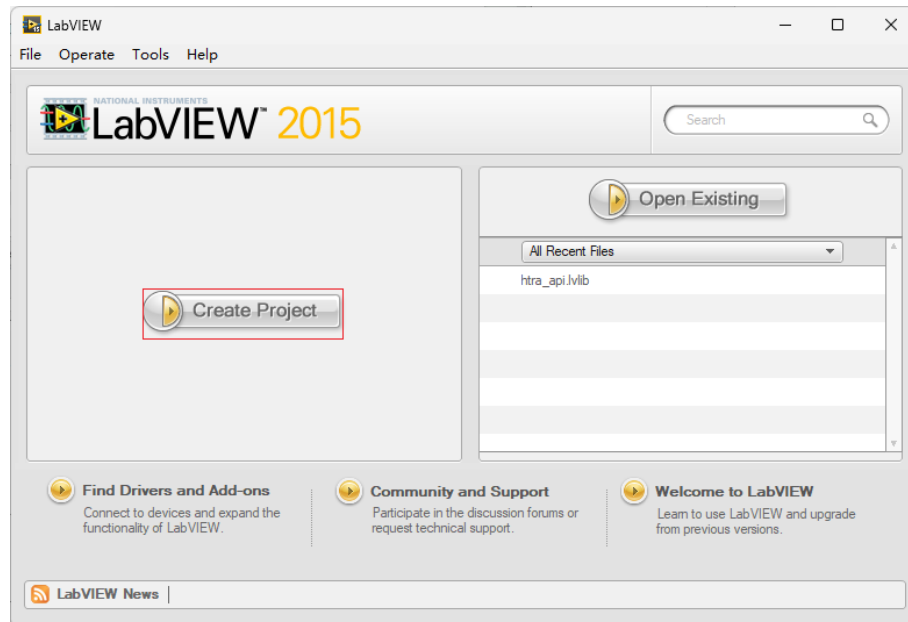 LabVIEW
File Operate Tools Help
NATIONAL INSTRUMENTS
LabVIEW™ 2015
Search
Create Project
Open Existing
All Recent Files
htra_api.lvlib
Find Drivers and Add-ons
Connect to devices and expand the
functionality of LabVIEW.
Community and Support
Participate in the discussion forums or
request technical support.
Welcome to LabVIEW
Learn to use LabVIEW and upgrade
from previous versions.
LabVIEW News